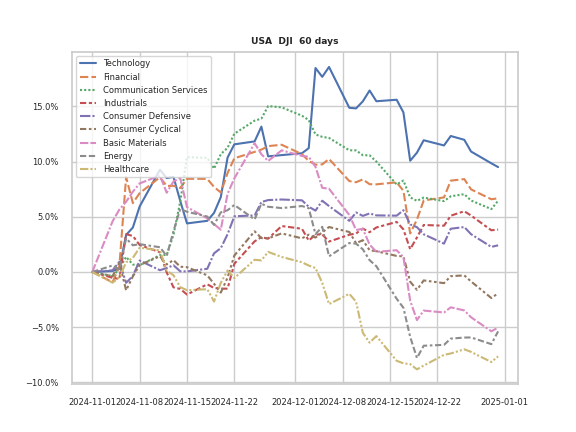 USA  DJI  60 days
Technology
Financial
Communication Services
Industrials
Consumer Defensive
Consumer Cyclical
Basic Materials
Energy
Healthcare
15.0%
10.0%
5.0%
0.0%
−5.0%
−10.0%
2024-11-01 2024-11-08 2024-11-15 2024-11-22 2024-12-01 2024-12-08 2024-12-15 2024-12-22 2025-01-01